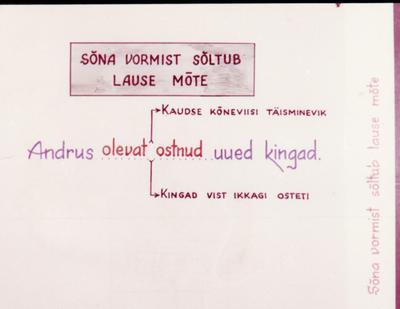 SÕNA VORMIST SÕLTUB
LAUSE MÕTE
KAUDSE KÕNEVIISI TÄISMINEVIK
Andrus olevat ostnud uued kingad.
KINGAD VIST IKKAGI OSTETI
Sõna vormist sõltub lause mõte